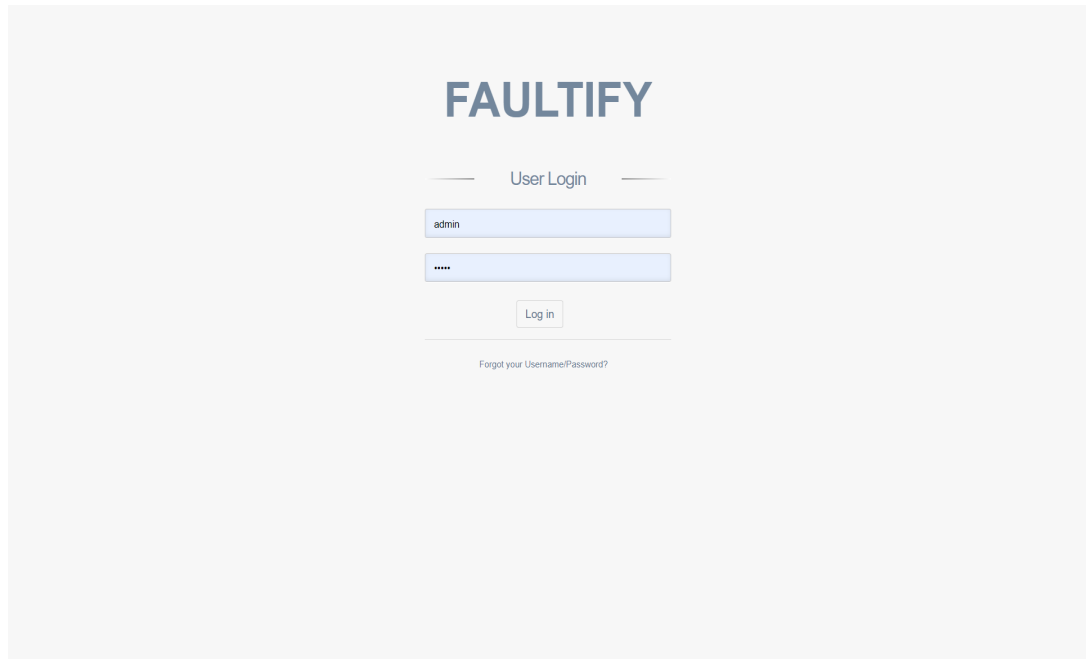 FAULTIFY
User Login
admin
•••••
Log in
Forgot your Username/Password?